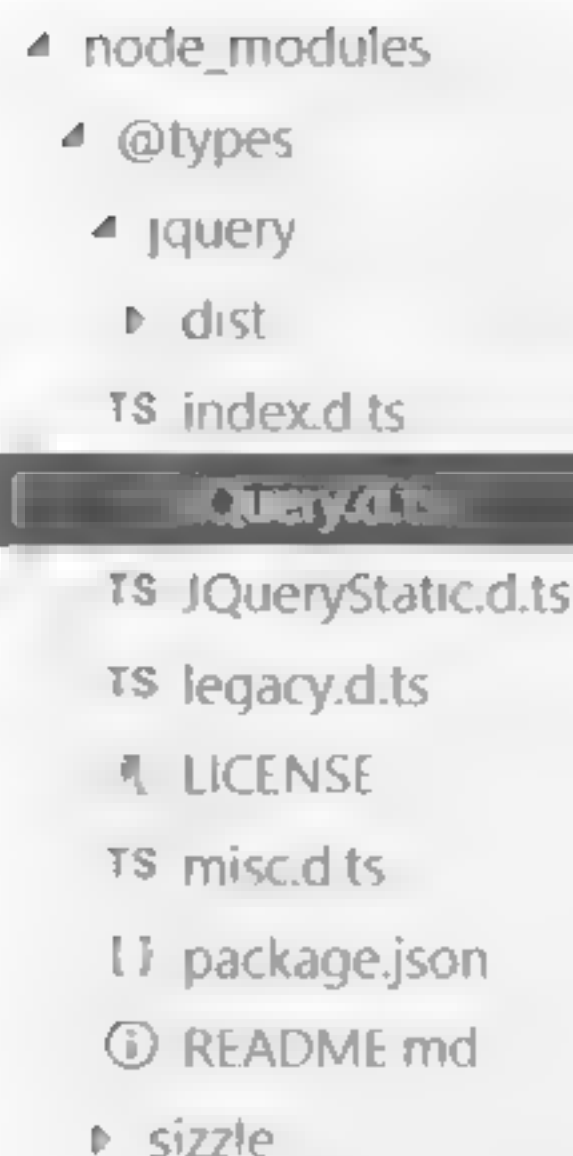 node_modules
@types
jquery
dist
TS index.d.ts
TS JQueryStatic.d.ts
TS legacy.d.ts
LICENSE
TS misc.d.ts
{ } package.json
README.md
sizzle